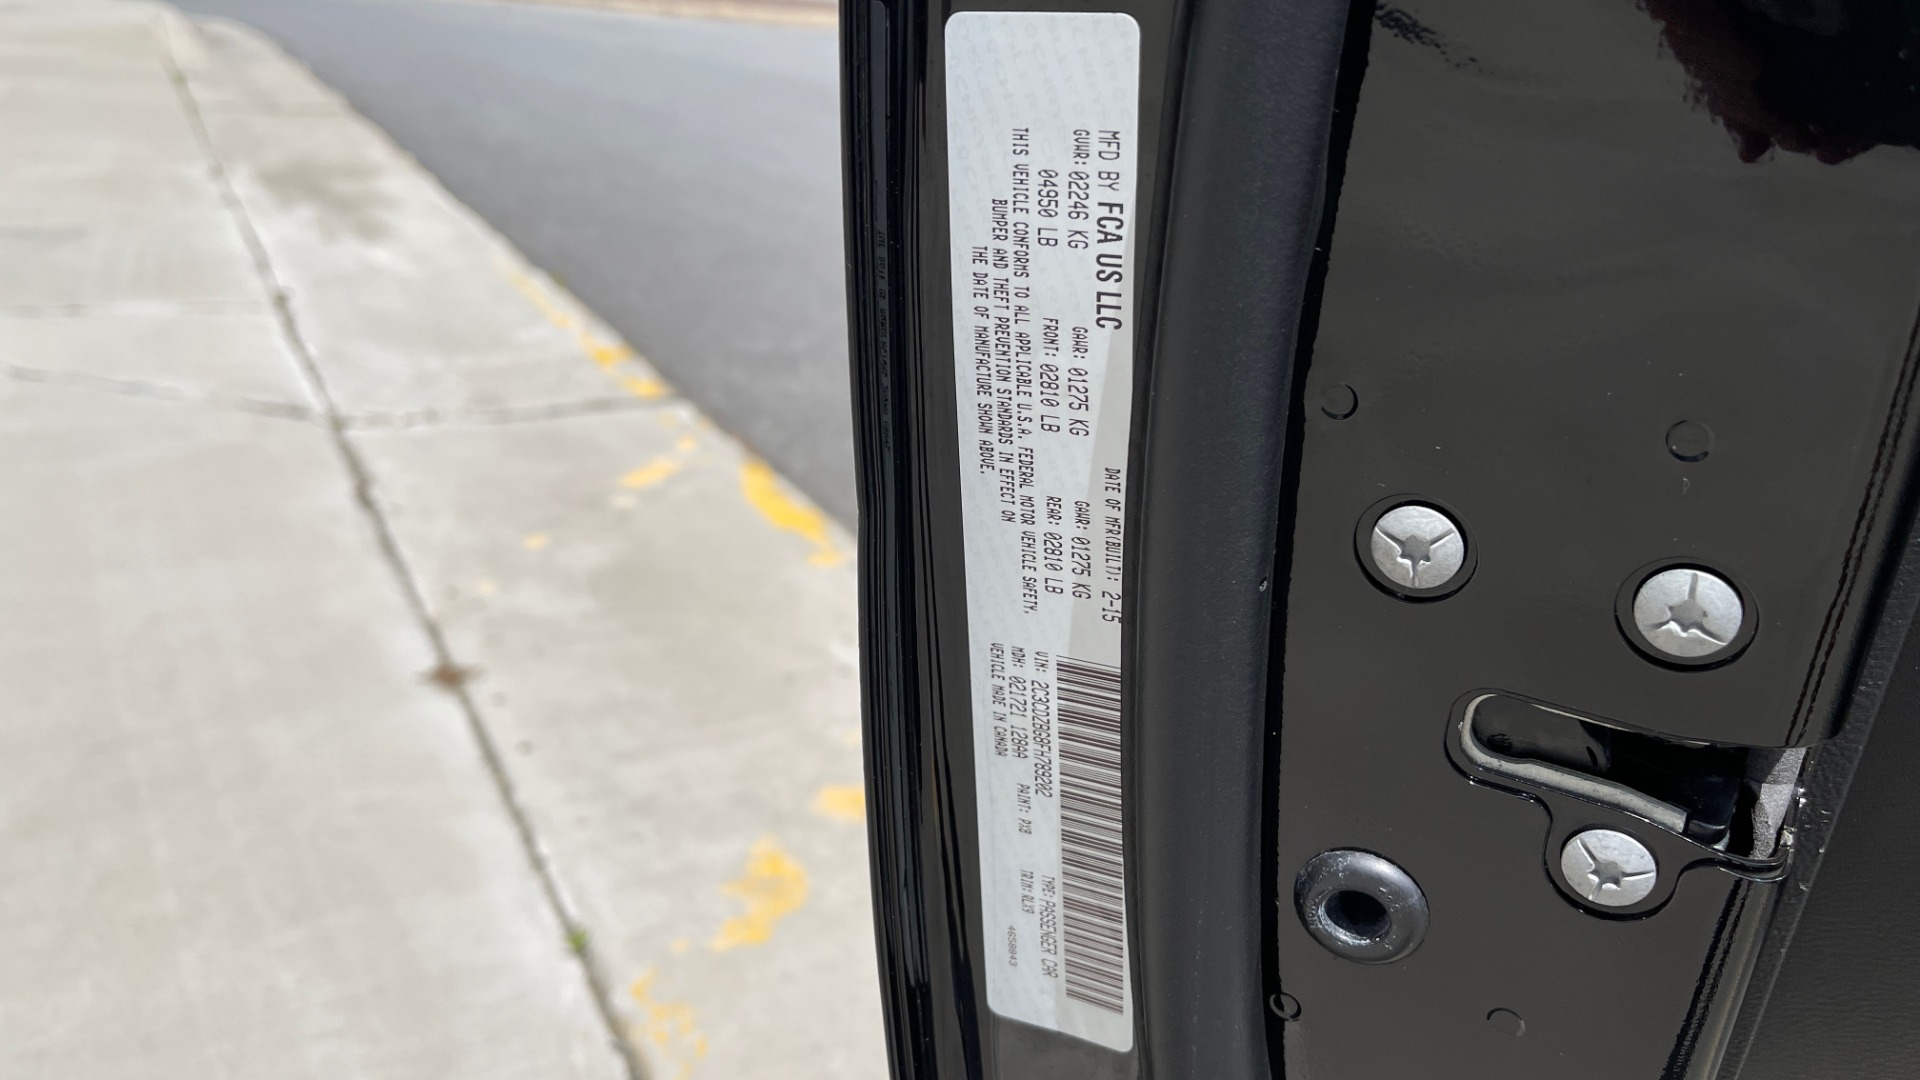 MFD BY FCA US LLC
DATE OF MFR(BUILT): 2-15
GVWR: 02246 KG
04950 LB
GAWR: 01275 KG
FRONT: 02810 LB
GAWR: 01275 KG
REAR: 02810 LB
THIS VEHICLE CONFORMS TO ALL APPLICABLE U.S.A. FEDERAL MOTOR VEHICLE SAFETY,
BUMPER AND THEFT PREVENTION STANDARDS IN EFFECT ON
THE DATE OF MANUFACTURE SHOWN ABOVE.
VIN: 2C3CDZBG8FH789202
TYPE: PASSENGER CAR
MDH: 021721 128AA
PAINT: PX8
TRIM: RLX9
VEHICLE MADE IN CANADA
4658843